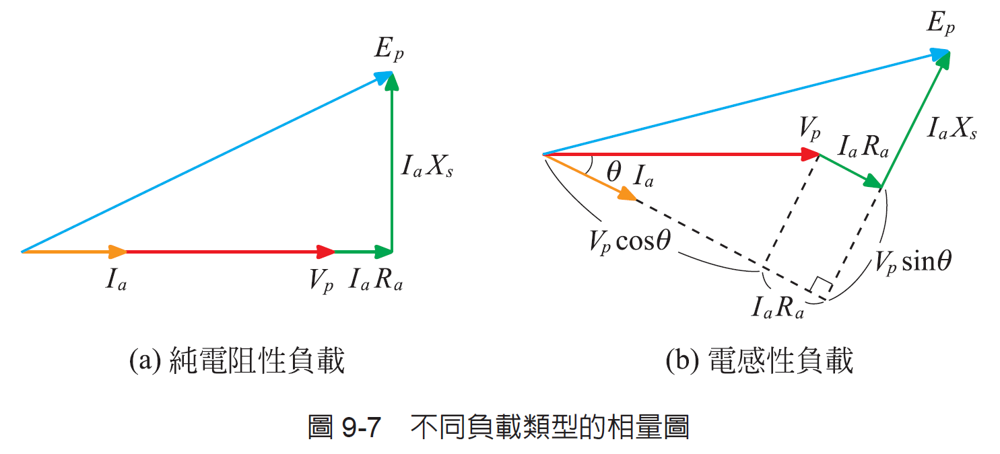 E_p
I_a X_s
I_a
V_p
I_a R_a
(a) 純電阻性負載
E_p
V_p
I_a R_a
I_a X_s
θ
I_a
V_p cosθ
V_p sinθ
I_a R_a
(b) 電感性負載
圖 9-7 不同負載類型的相量圖